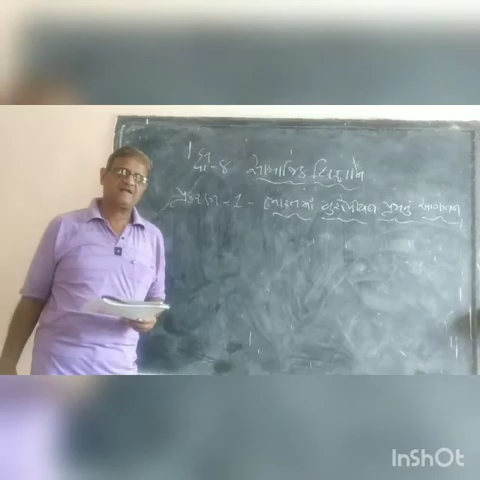 ધો-૮ સામાજિક વિજ્ઞાન
પ્રકરણ-1- ભારતમાં યુરોપીયન પ્રજાનું આગમન
InShOt